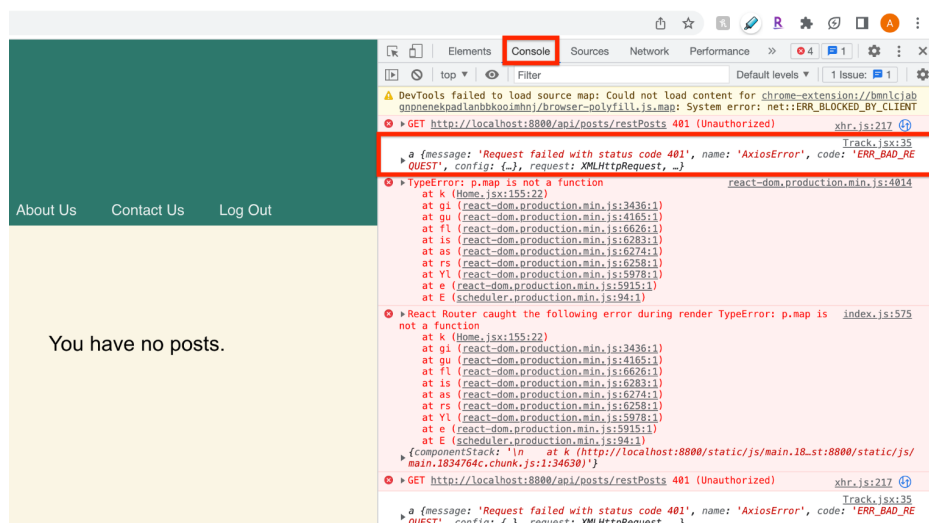 R
A
About Us
Contact Us
Log Out
You have no posts.
Elements
Console
Sources
Network
Performance
»
4
1
top ▼
Filter
Default levels ▼
1 Issue:
1
DevTools failed to load source map: Could not load content for chrome-extension://bmnlcjab
gnpnenekpadlanbbkkooimhnj/browser-polyfill.js.map: System error: net::ERR_BLOCKED_BY_CLIENT
▶GET http://localhost:8800/api/posts/restPosts 401 (Unauthorized) xhr.js:217
Track.jsx:35
a {message: 'Request failed with status code 401', name: 'AxiosError', code: 'ERR_BAD_RE
▶QUEST', config: {…}, request: XMLHttpRequest, …}
▶TypeError: p.map is not a function react-dom.production.min.js:4014
at k (Home.jsx:155:22)
at gi (react-dom.production.min.js:3436:1)
at gu (react-dom.production.min.js:4165:1)
at fl (react-dom.production.min.js:6626:1)
at is (react-dom.production.min.js:6283:1)
at as (react-dom.production.min.js:6274:1)
at rs (react-dom.production.min.js:6258:1)
at Yl (react-dom.production.min.js:5978:1)
at e (react-dom.production.min.js:5915:1)
at E (scheduler.production.min.js:94:1)
▶React Router caught the following error during render TypeError: p.map is index.js:575
not a function
at k (Home.jsx:155:22)
at gi (react-dom.production.min.js:3436:1)
at gu (react-dom.production.min.js:4165:1)
at fl (react-dom.production.min.js:6626:1)
at is (react-dom.production.min.js:6283:1)
at as (react-dom.production.min.js:6274:1)
at rs (react-dom.production.min.js:6258:1)
at Yl (react-dom.production.min.js:5978:1)
at e (react-dom.production.min.js:5915:1)
at E (scheduler.production.min.js:94:1)
▶{componentStack: '\n    at k (http://localhost:8800/static/js/main.18…st:8800/static/js/
main.1834764c.chunk.js:1:34630)'}
▶GET http://localhost:8800/api/posts/restPosts 401 (Unauthorized) xhr.js:217
Track.jsx:35
a {message: 'Request failed with status code 401', name: 'AxiosError', code: 'ERR_BAD_RE
▶QUEST', config: {…}, request: XMLHttpRequest, …}